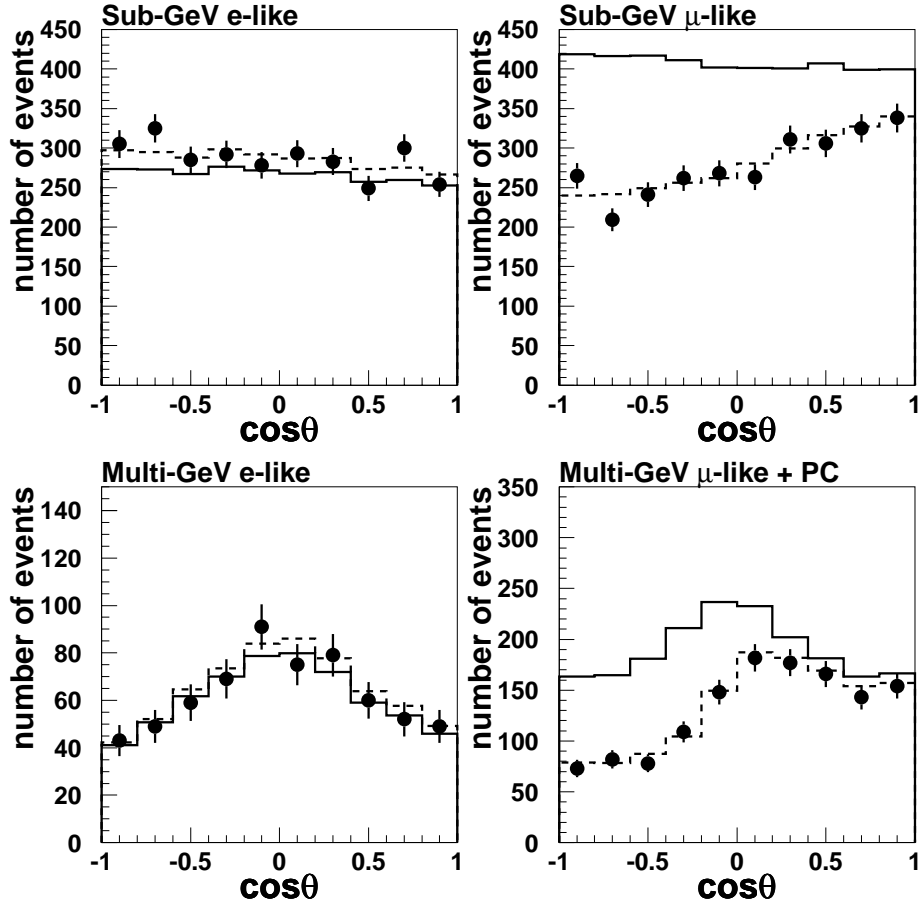 Sub-GeV e-like
number of events
450
400
350
300
250
200
150
100
50
0
-1 -0.5 0 0.5 1
cosθ
Sub-GeV μ-like
number of events
450
400
350
300
250
200
150
100
50
0
-1 -0.5 0 0.5 1
cosθ
Multi-GeV e-like
number of events
140
120
100
80
60
40
20
0
-1 -0.5 0 0.5 1
cosθ
Multi-GeV μ-like + PC
number of events
350
300
250
200
150
100
50
0
-1 -0.5 0 0.5 1
cosθ